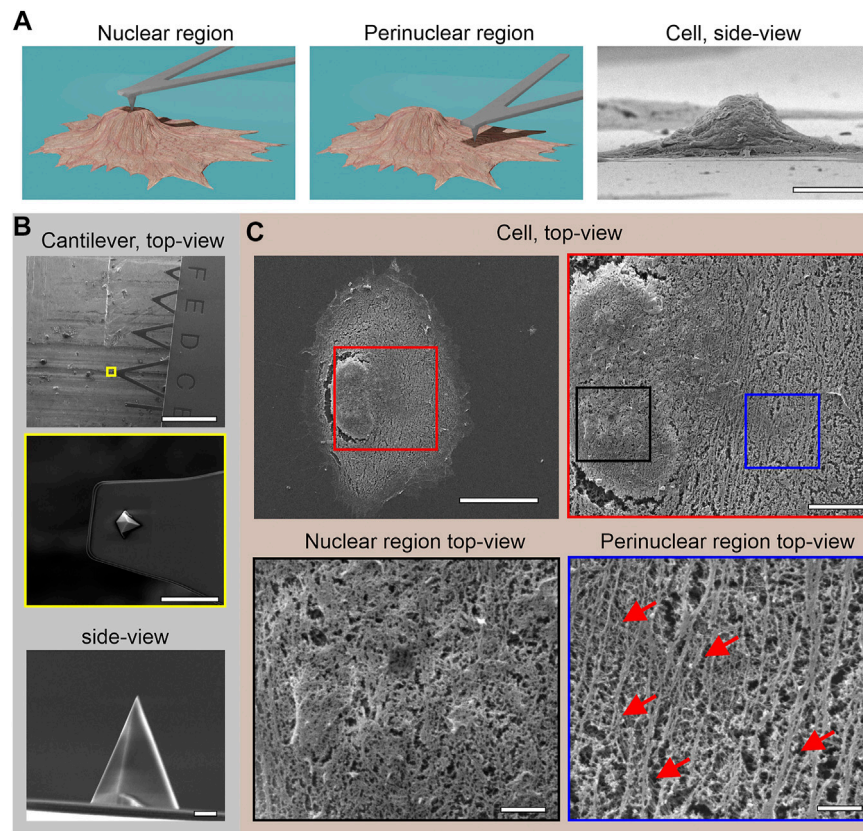 A
Nuclear region
Perinuclear region
Cell, side-view
B
Cantilever, top-view
F E D C E
side-view
C
Cell, top-view
Nuclear region top-view
Perinuclear region top-view